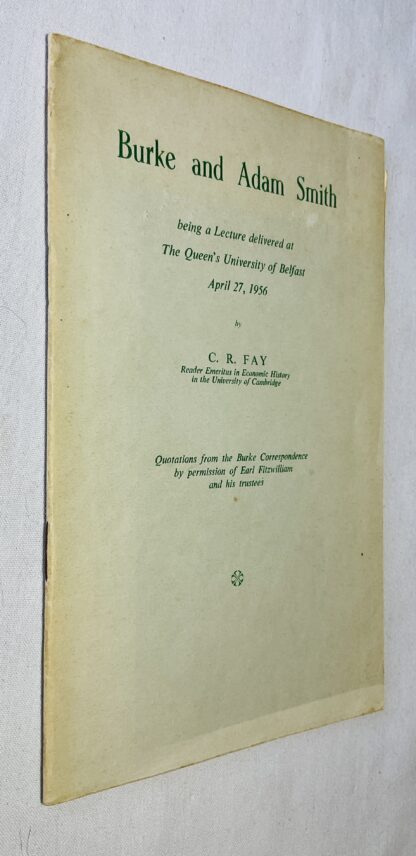 Burke and Adam Smith
being a Lecture delivered at
The Queen's University of Belfast
April 27, 1956
by
C. R. FAY
Reader Emeritus in Economic History
in the University of Cambridge
Quotations from the Burke Correspondence
by permission of Earl Fitzwilliam
and his trustees